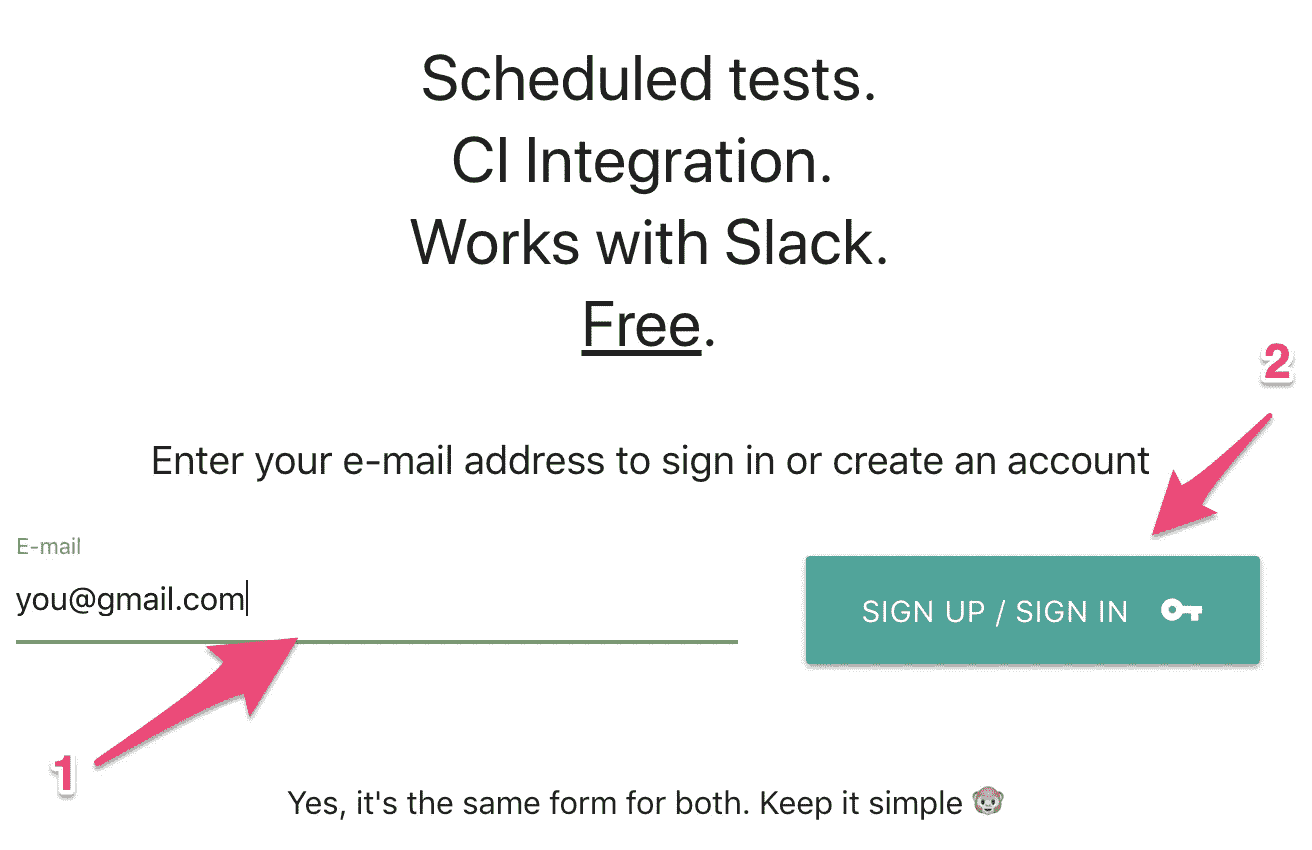 Scheduled tests.
CI Integration.
Works with Slack.
Free.
2
Enter your e-mail address to sign in or create an account
E-mail
you@gmail.com
SIGN UP / SIGN IN
1
Yes, it's the same form for both. Keep it simple 🐵